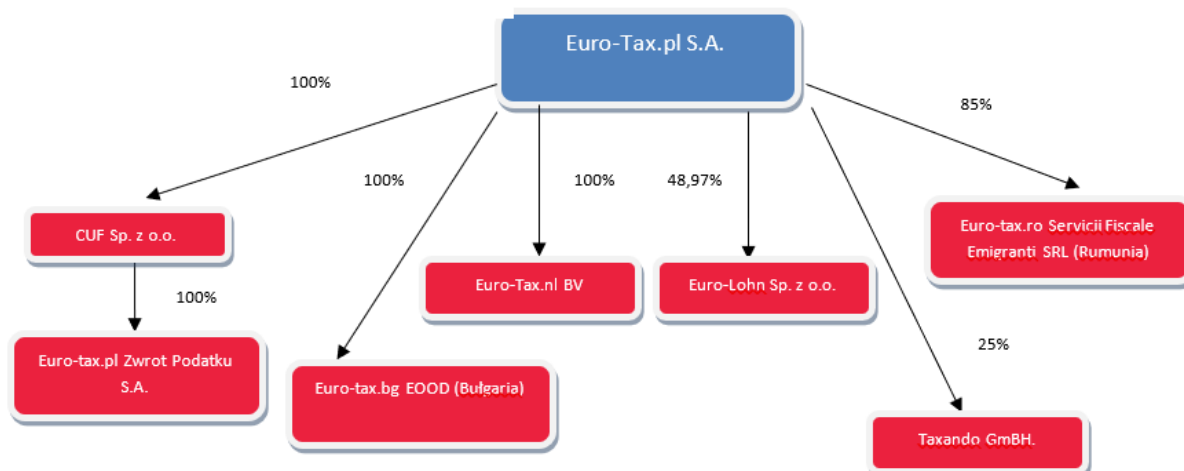 Euro-Tax.pl S.A.
100%
85%
100%
100%
48,97%
CUF Sp. z o.o.
Euro-tax.ro Servicii Fiscale
Emigranti SRL (Rumunia)
Euro-Tax.nl BV
Euro-Lohn Sp. z o.o.
100%
Euro-tax.pl Zwrot Podatku
S.A.
Euro-tax.bg EOOD (Bułgaria)
25%
Taxando GmBH.